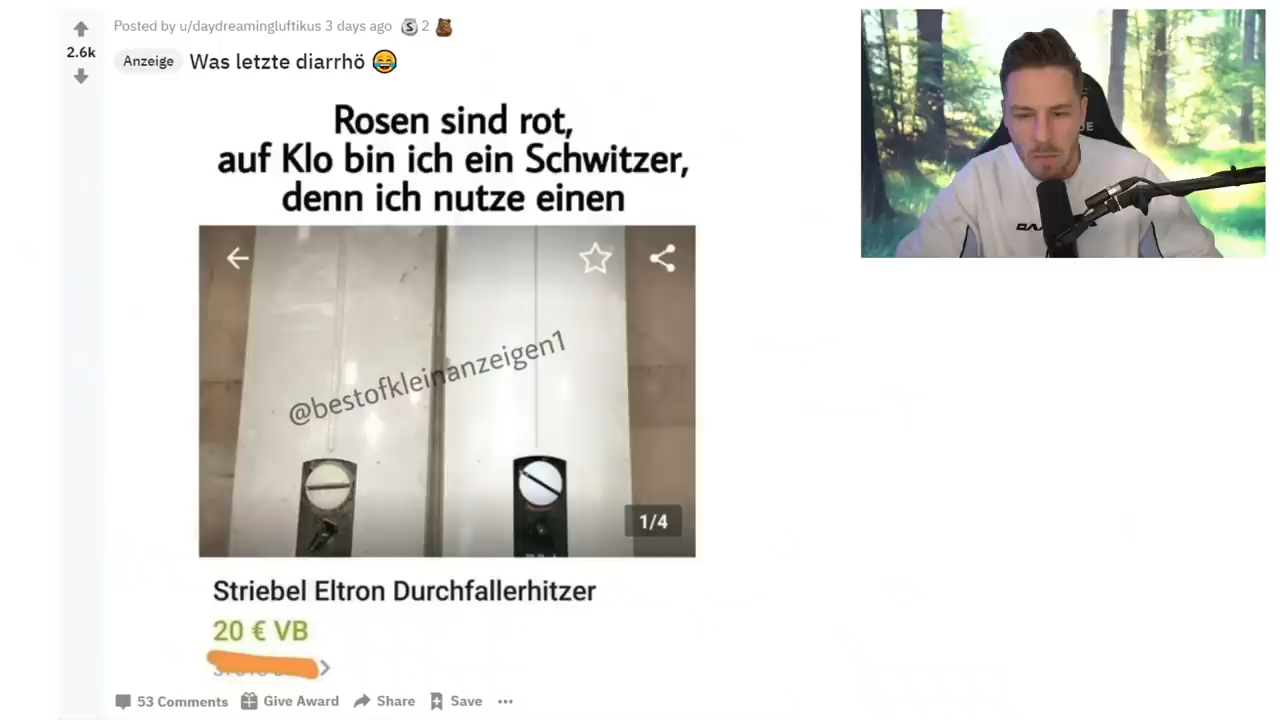 Posted by u/daydreamingluftikus 3 days ago 2
2.6k
Anzeige Was letzte diarrhö 😂
Rosen sind rot,
auf Klo bin ich ein Schwitzer,
denn ich nutze einen
@bestofkleinanzeigen1
1/4
Striebel Eltron Durchfallerhitzer
20 € VB
53 Comments Give Award Share Save